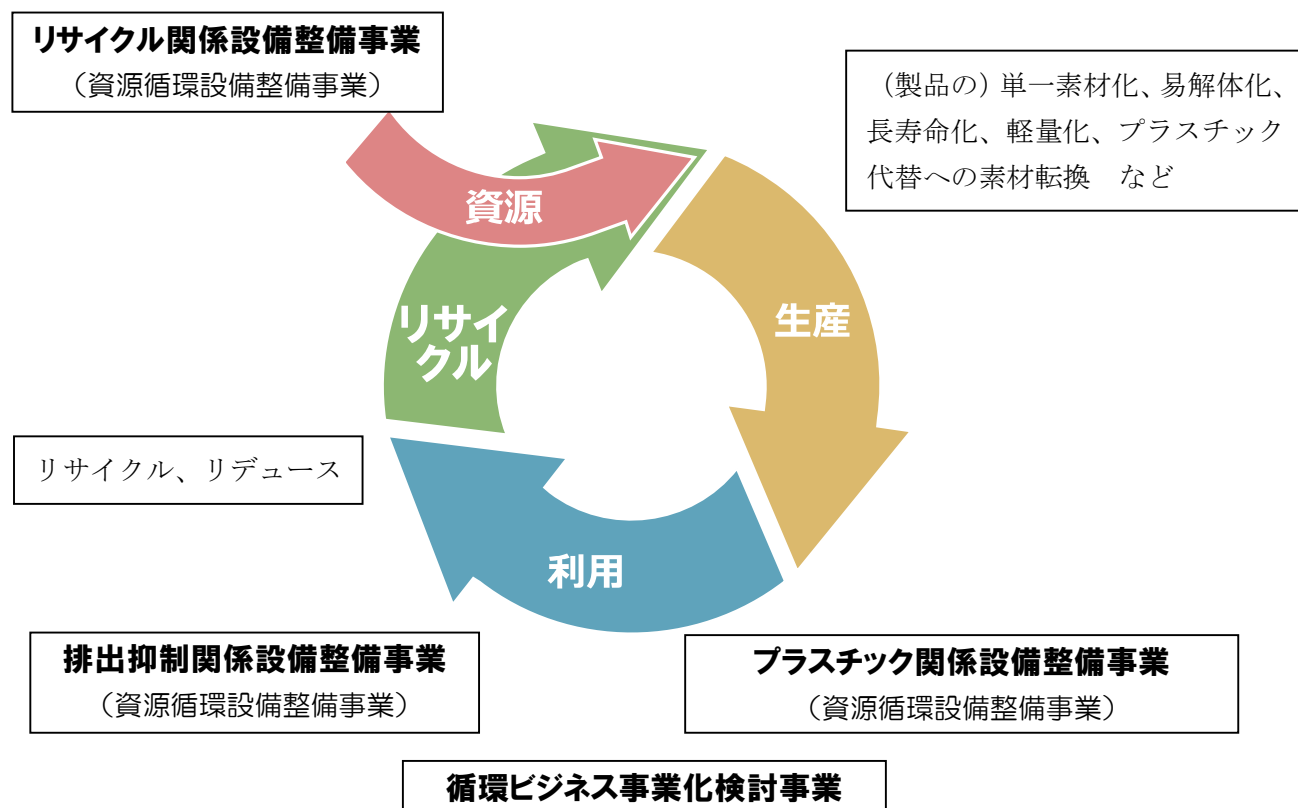 リサイクル関係設備整備事業
（資源循環設備整備事業）
（製品の）単一素材化、易解体化、
長寿命化、軽量化、プラスチック
代替への素材転換　など
資源
リサイ
クル
生産
リサイクル、リデュース
利用
排出抑制関係設備整備事業
（資源循環設備整備事業）
プラスチック関係設備整備事業
（資源循環設備整備事業）
循環ビジネス事業化検討事業